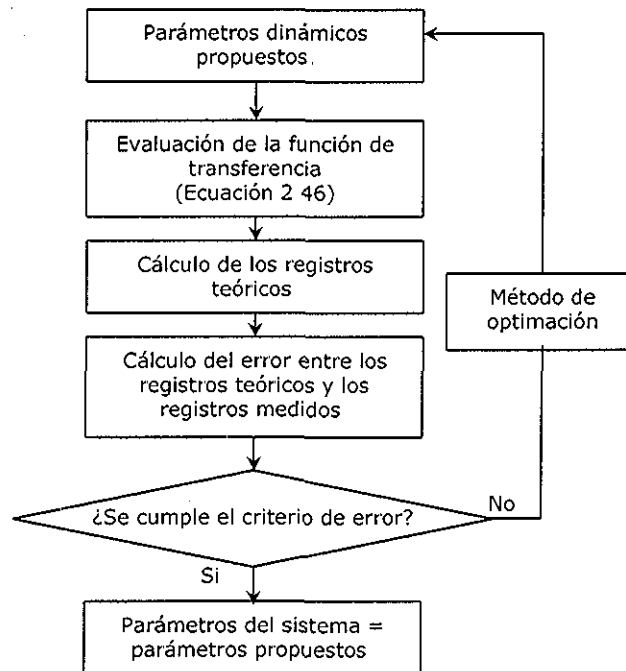 Parámetros dinámicos
propuestos
Evaluación de la función de
transferencia
(Ecuación 2 46)
Cálculo de los registros
teóricos
Método de
optimación
Cálculo del error entre los
registros teóricos y los
registros medidos
¿Se cumple el criterio de error?
No
Si
Parámetros del sistema =
parámetros propuestos